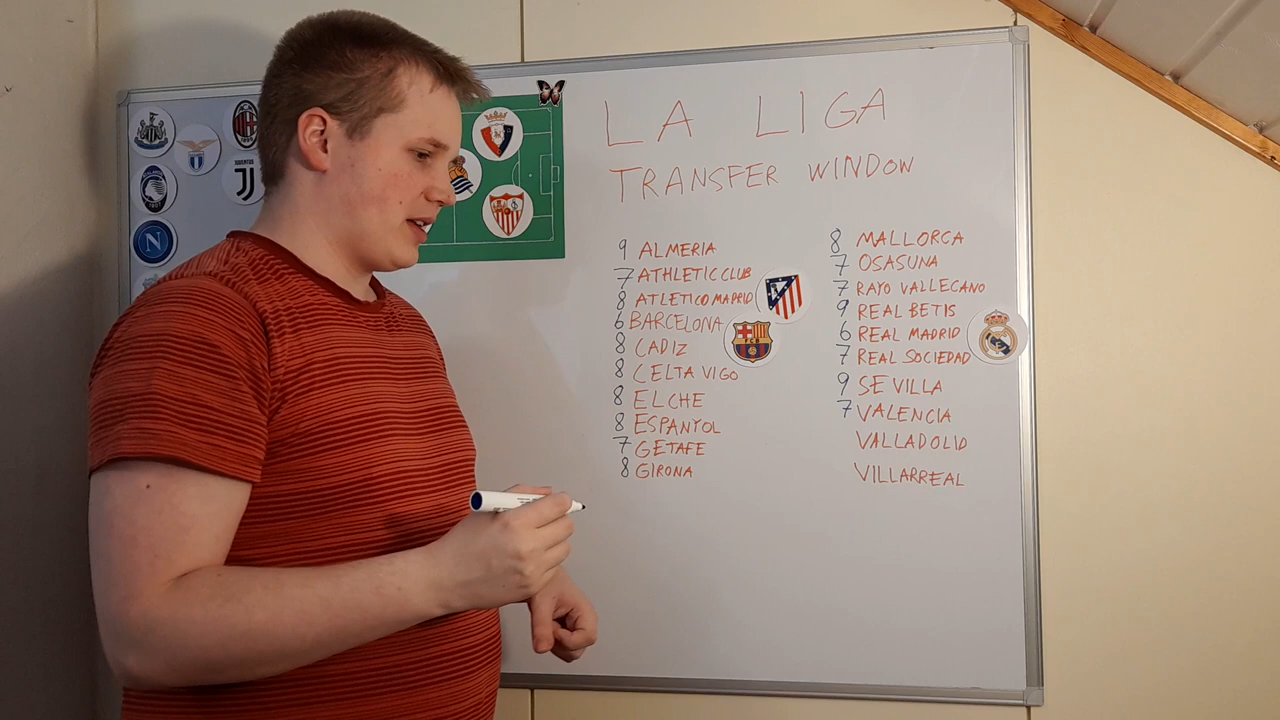 LA LIGA
TRANSFER WINDOW
9 ALMERIA
7 ATHLETIC CLUB
8 ATLETICO MADRID
6 BARCELONA
8 CADIZ
8 CELTA VIGO
8 ELCHE
8 ESPANYOL
7 GETAFE
8 GIRONA
8 MALLORCA
7 OSASUNA
7 RAYO VALLECANO
9 REAL BETIS
6 REAL MADRID
7 REAL SOCIEDAD
9 SEVILLA
7 VALENCIA
VALLADOLID
VILLARREAL
JUVENTUS
N
FCB